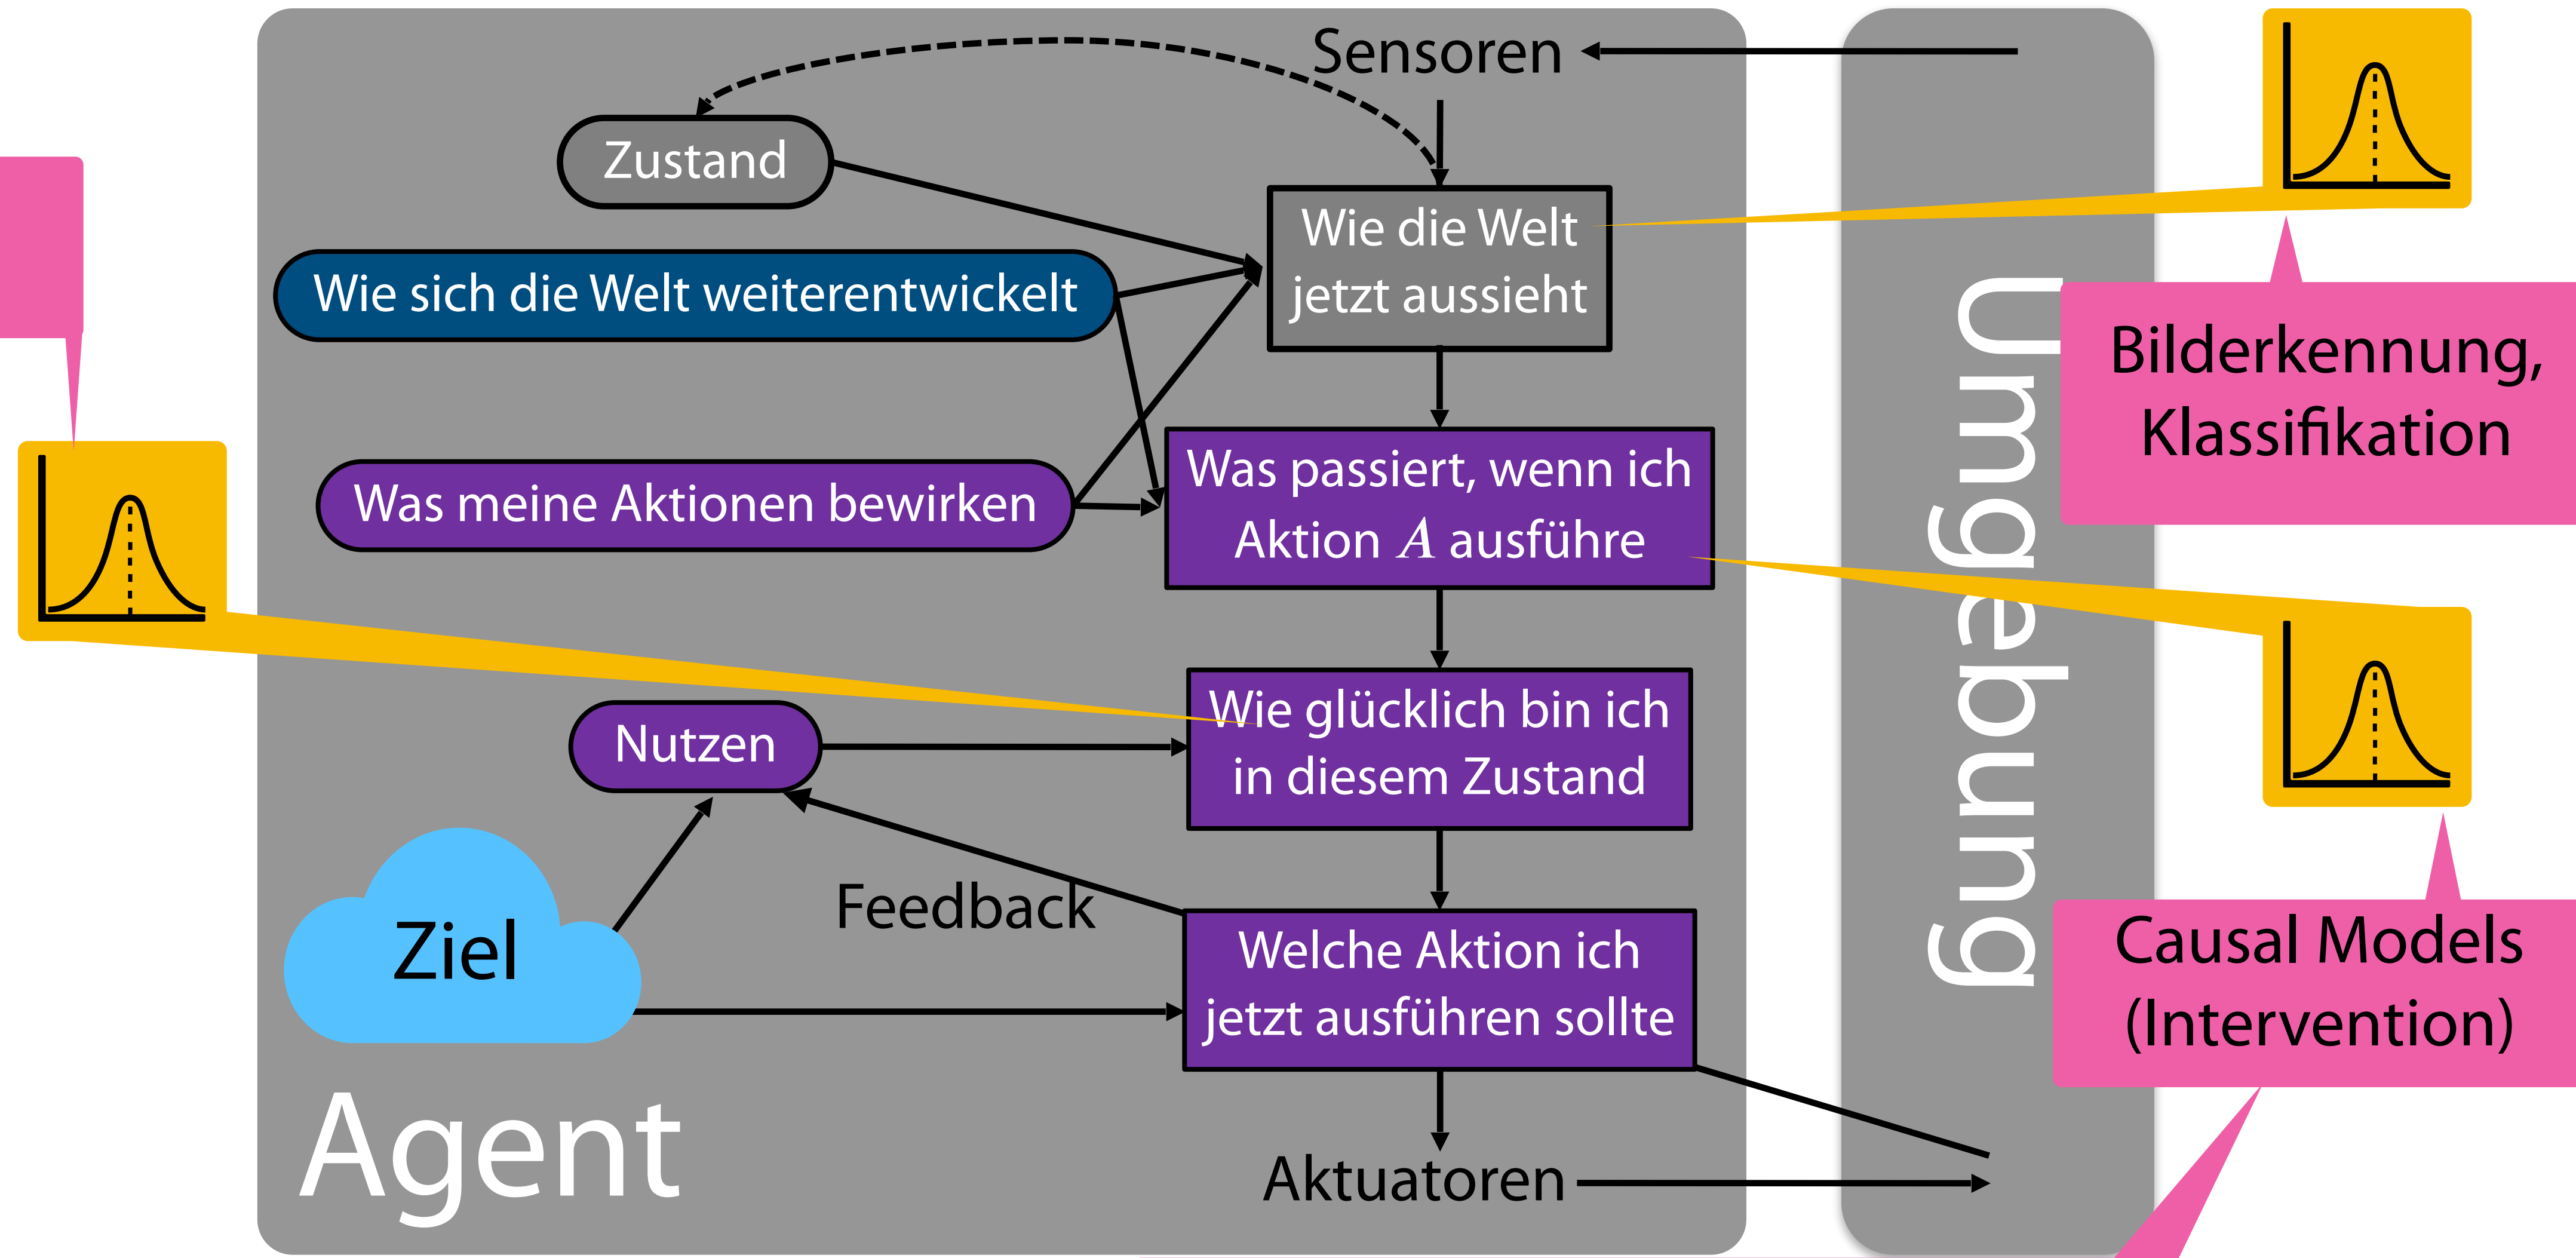 Sensoren
Zustand
Wie die Welt
jetzt aussieht
Wie sich die Welt weiterentwickelt
Bilderkennung,
Klassifikation
Was meine Aktionen bewirken
Was passiert, wenn ich
Aktion A ausführe
Umgebung
Nutzen
Wie glücklich bin ich
in diesem Zustand
Ziel
Feedback
Welche Aktion ich
jetzt ausführen sollte
Causal Models
(Intervention)
Agent
Aktuatoren